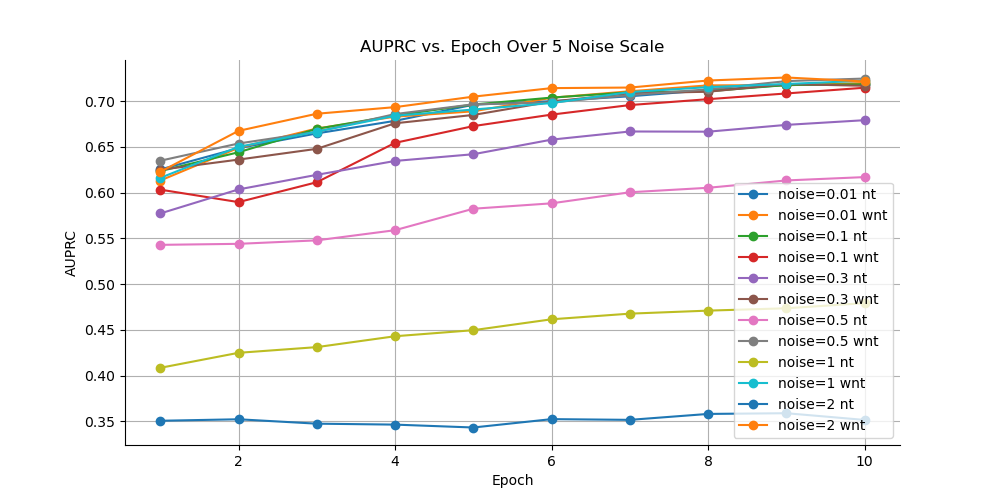 AUPRC vs. Epoch Over 5 Noise Scale
AUPRC
0.70
0.65
0.60
0.55
0.50
0.45
0.40
0.35
2
4
6
8
10
Epoch
noise=0.01 nt
noise=0.01 wnt
noise=0.1 nt
noise=0.1 wnt
noise=0.3 nt
noise=0.3 wnt
noise=0.5 nt
noise=0.5 wnt
noise=1 nt
noise=1 wnt
noise=2 nt
noise=2 wnt